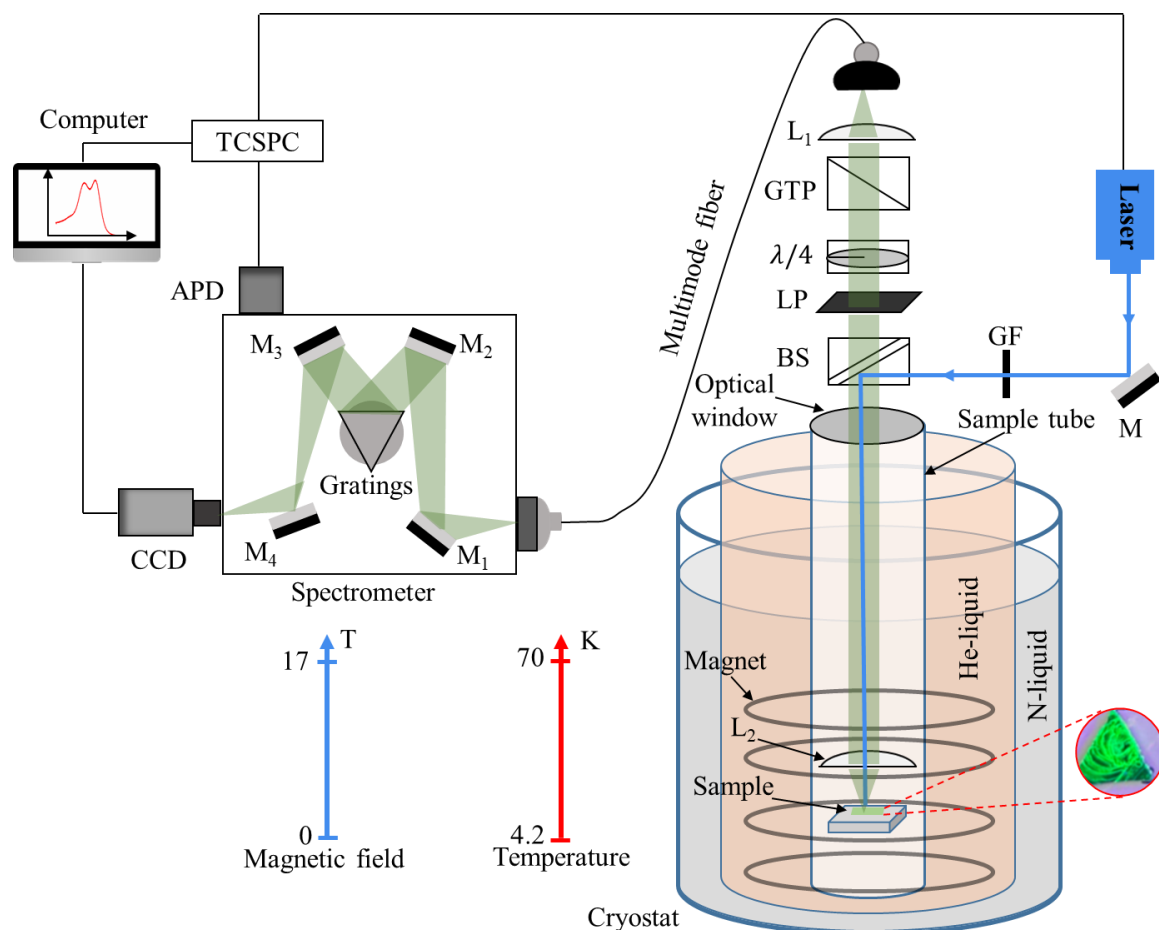 Computer
TCSPC
L₁
GTP
Multimode fiber
Laser
λ/4
APD
LP
M₃
M₂
GF
BS
Optical
window
Sample tube
M
Gratings
M₄
M₁
CCD
Spectrometer
He-liquid
N-liquid
T
17
K
70
Magnet
L₂
Sample
0
4.2
Magnetic field
Temperature
Cryostat